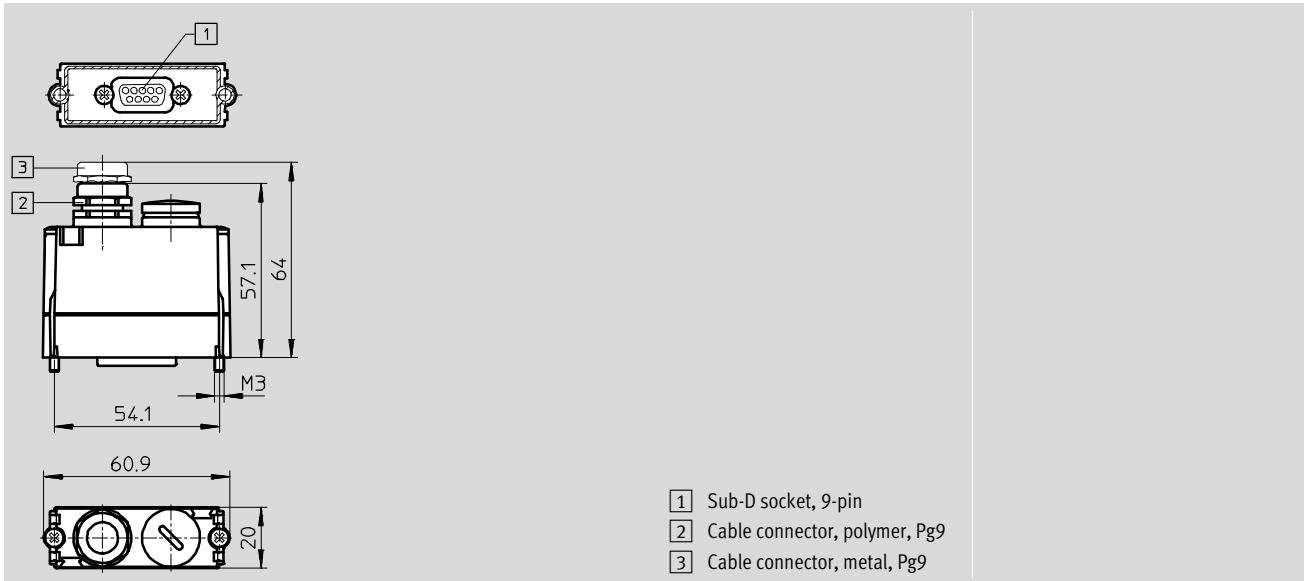 1
3
2
57.1
64
M3
54.1
60.9
20
1 Sub-D socket, 9-pin
2 Cable connector, polymer, Pg9
3 Cable connector, metal, Pg9